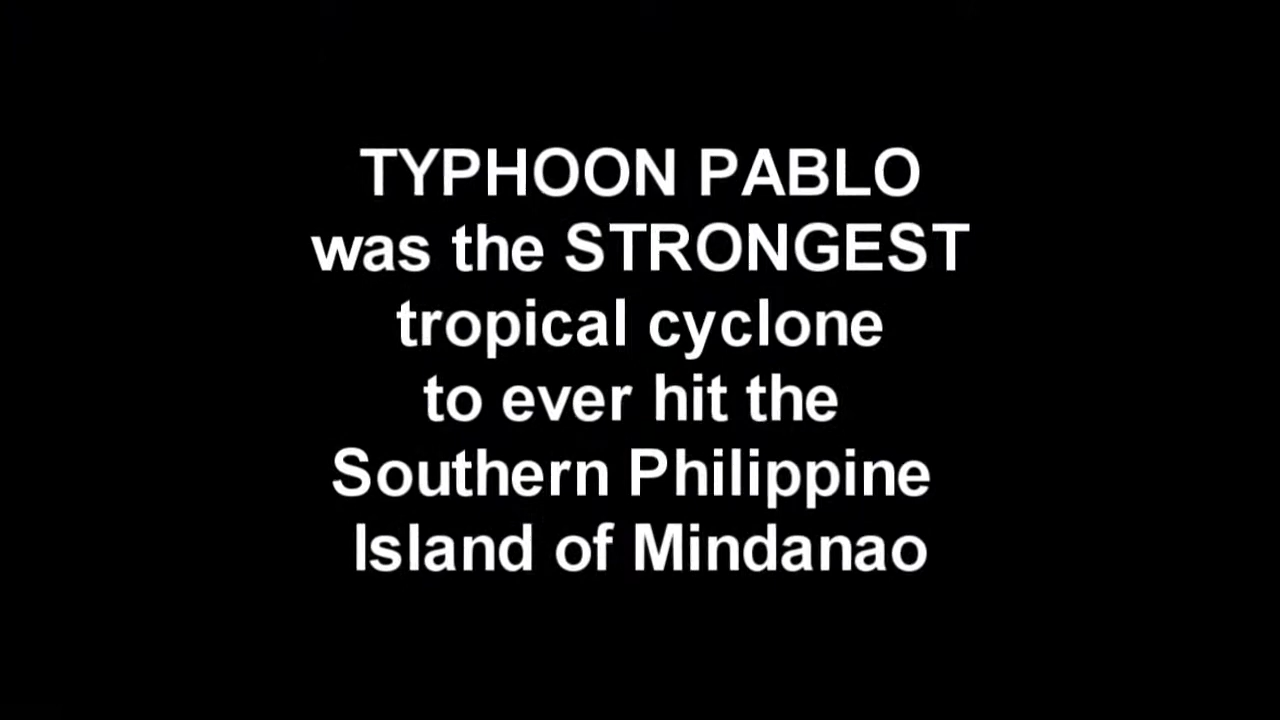 TYPHOON PABLO
was the STRONGEST
tropical cyclone
to ever hit the
Southern Philippine
Island of Mindanao